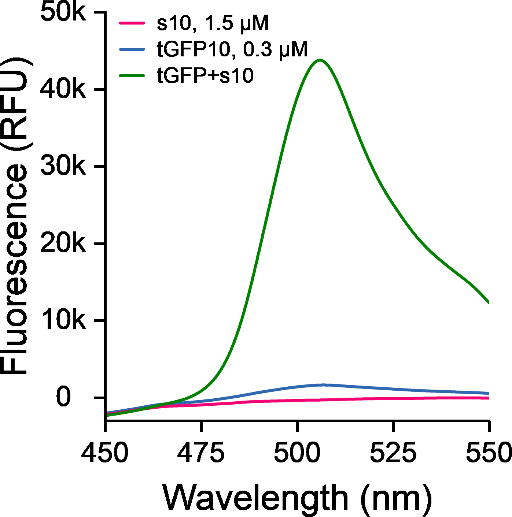 50k
s10, 1.5 µM
tGFP10, 0.3 µM
tGFP+s10
40k
30k
20k
10k
0
Fluorescence (RFU)
450 475 500 525 550
Wavelength (nm)